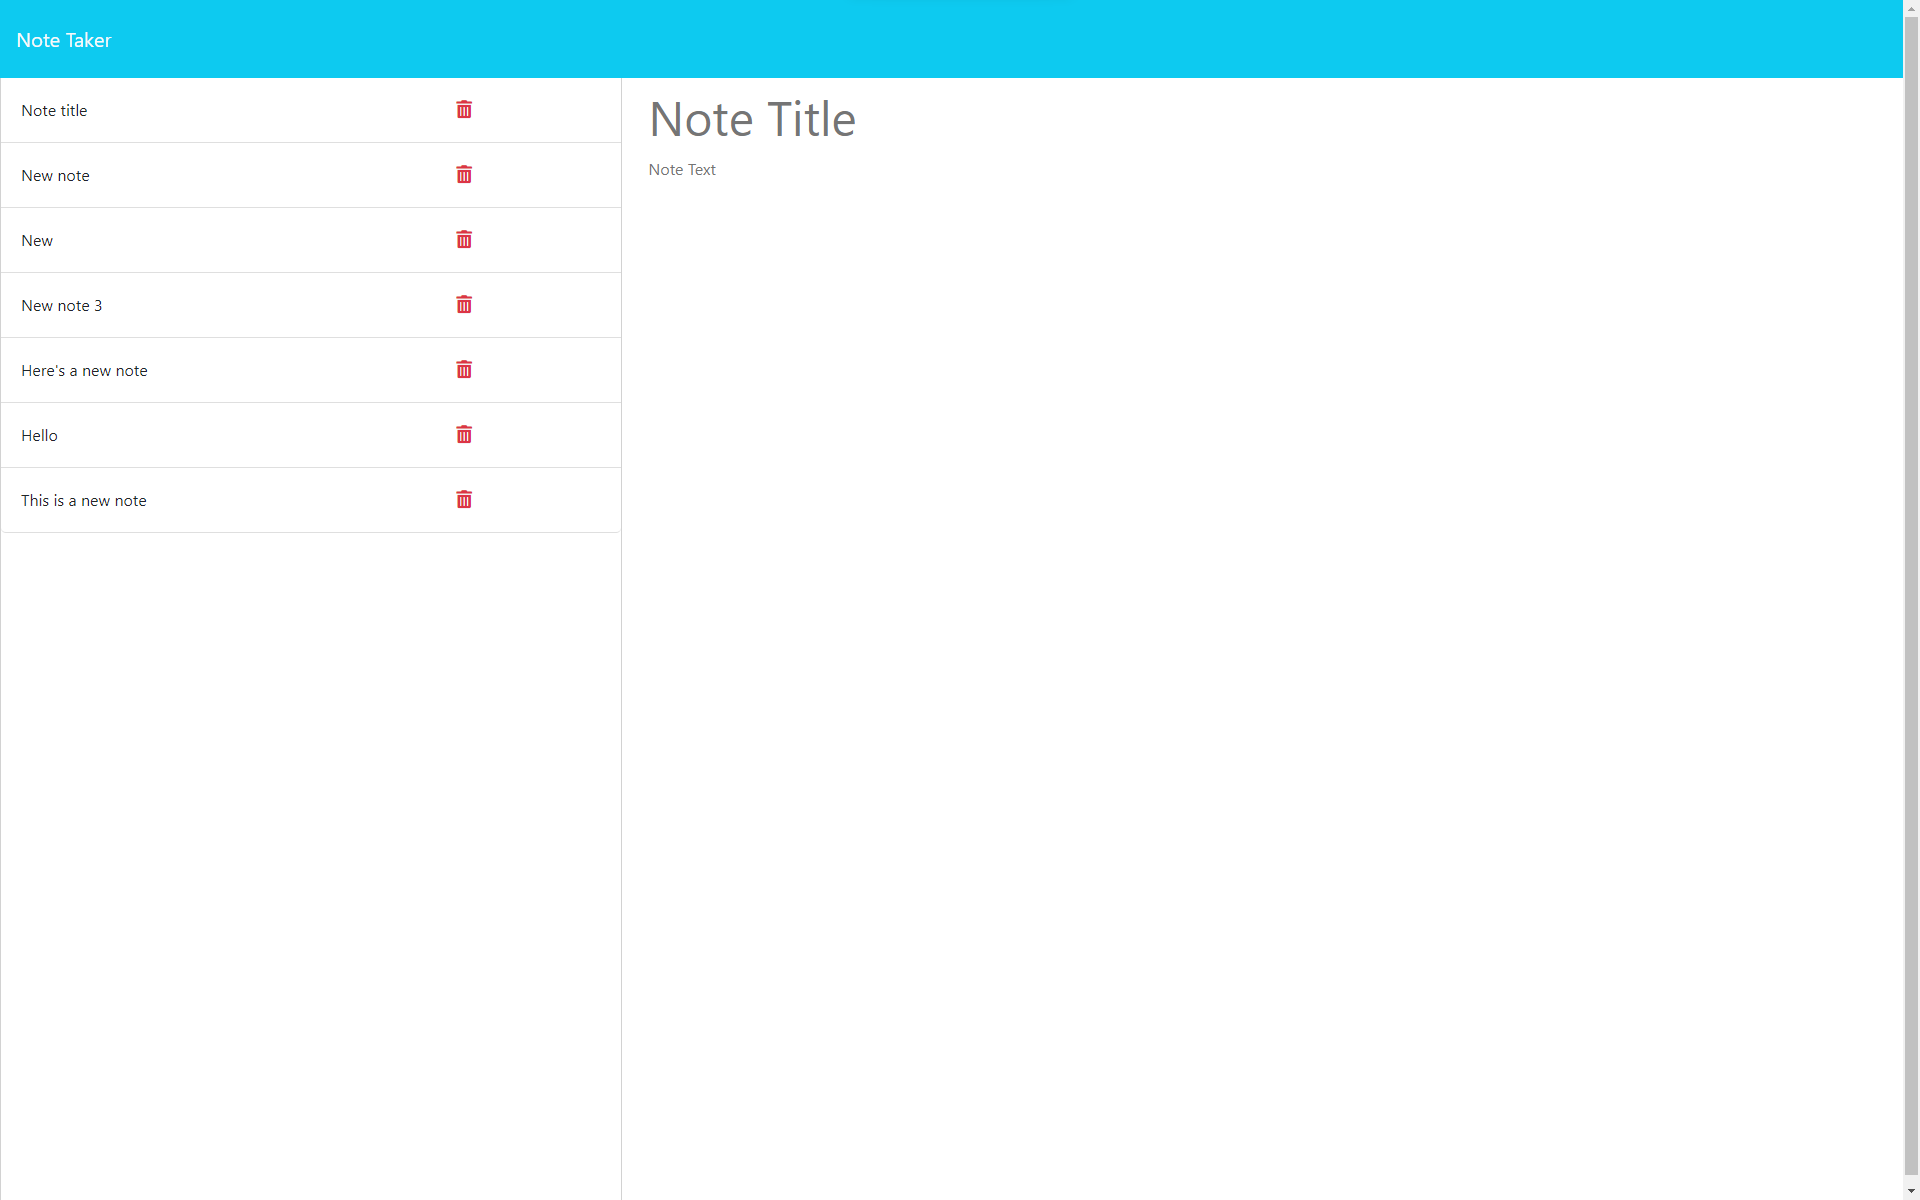 Note Taker
Note title
New note
New
New note 3
Here's a new note
Hello
This is a new note
Note Title
Note Text